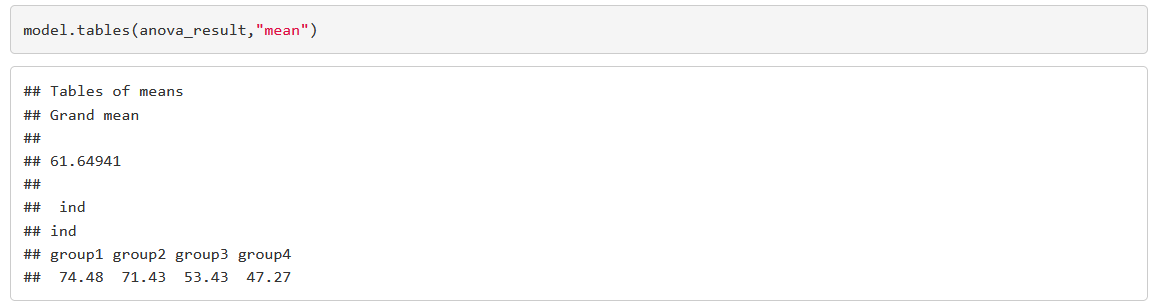 model.tables(anova_result,"mean")
## Tables of means
## Grand mean
##
## 61.64941
##
##  ind
## ind
## group1 group2 group3 group4
##  74.48  71.43  53.43  47.27